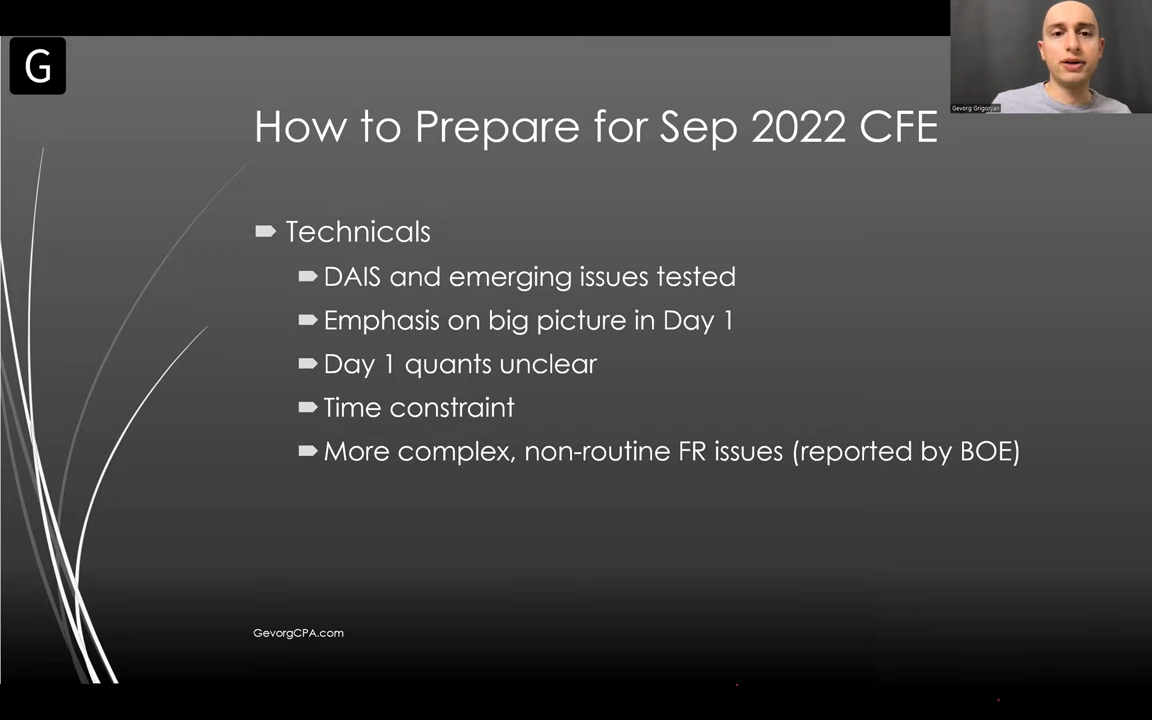 G
Gevorg Grigoryan
How to Prepare for Sep 2022 CFE
Technicals
DAIS and emerging issues tested
Emphasis on big picture in Day 1
Day 1 quants unclear
Time constraint
More complex, non-routine FR issues (reported by BOE)
GevorgCPA.com